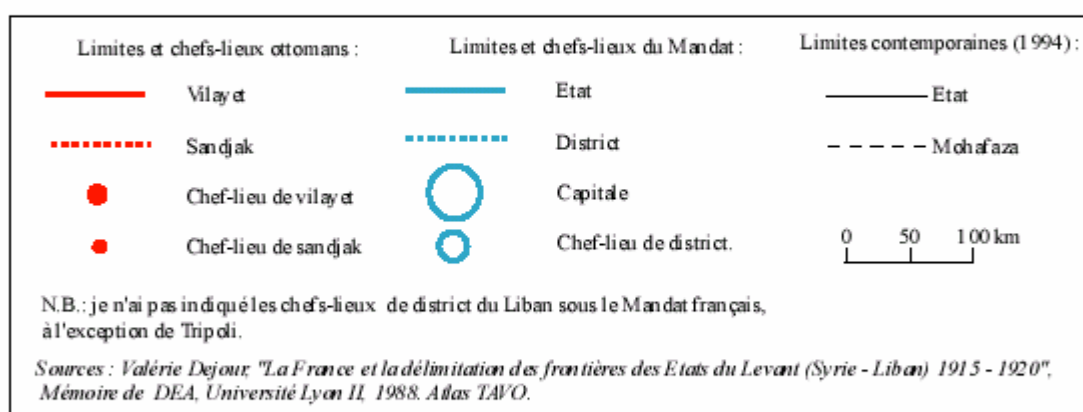 Limites et chefs-lieux ottomans :
Vilayet
Sandjak
Chef-lieu de vilayet
Chef-lieu de sandjak
Limites et chefs-lieux du Mandat :
Etat
District
Capitale
Chef-lieu de district.
Limites contemporaines (1994) :
Etat
Mohafaza
0 50 100 km
N.B.: je n'ai pas indiqué les chefs-lieux de district du Liban sous le Mandat français,
à l'exception de Tripoli.
Sources : Valérie Dejour, "La France et la délimitation des frontières des Etats du Levant (Syrie - Liban) 1915 - 1920",
Mémoire de DEA, Université Lyon II, 1988. Atlas TAVO.